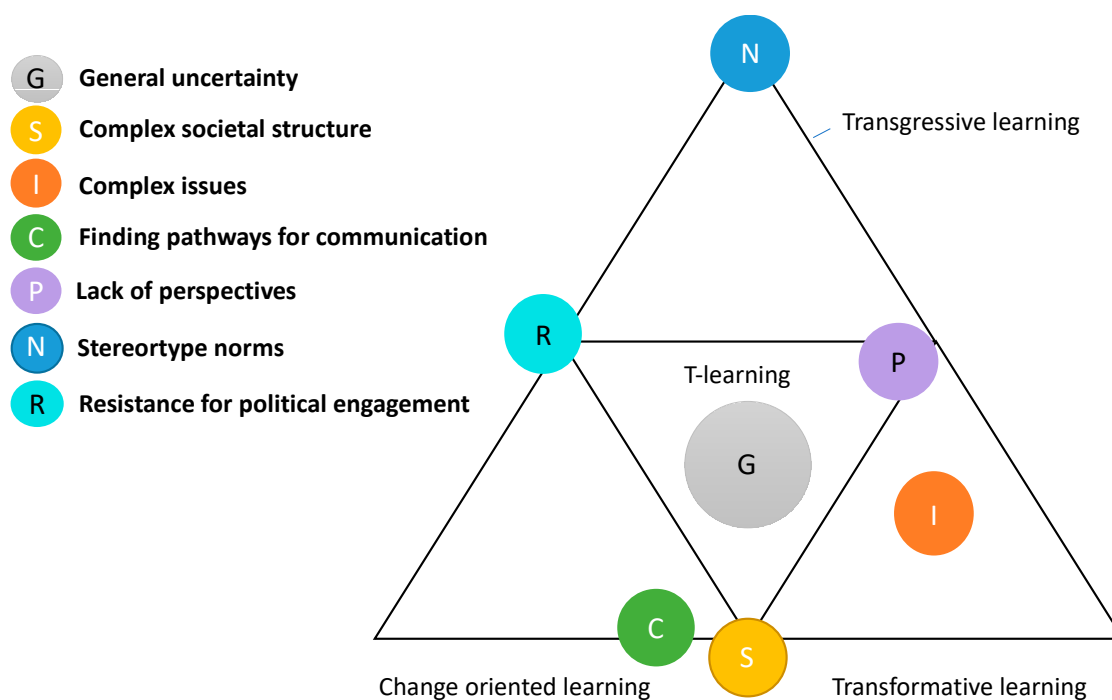 G General uncertainty
S Complex societal structure
I Complex issues
C Finding pathways for communication
P Lack of perspectives
N Stereortype norms
R Resistance for political engagement
N
Transgressive learning
R
P
T-learning
G
I
C
S
Change oriented learning
Transformative learning